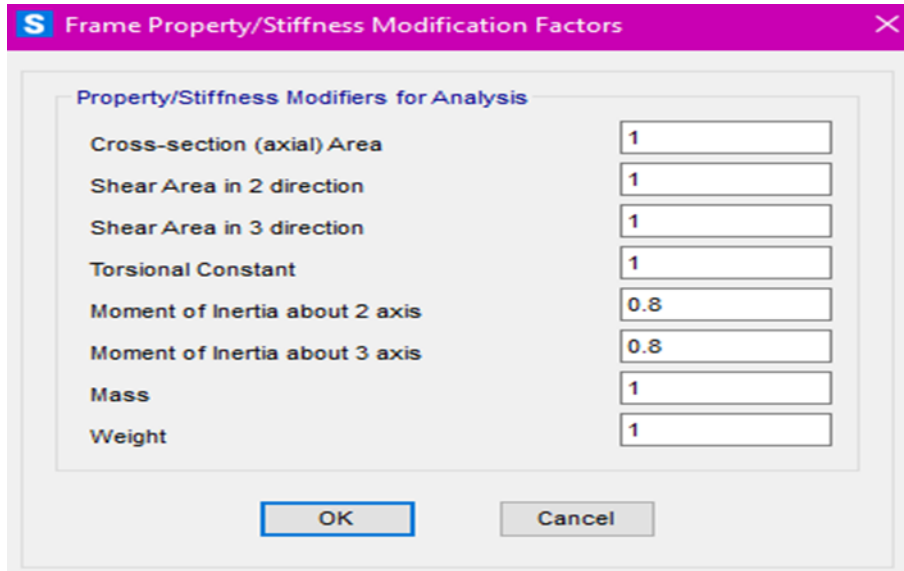 S Frame Property/Stiffness Modification Factors
Property/Stiffness Modifiers for Analysis
Cross-section (axial) Area 1
Shear Area in 2 direction 1
Shear Area in 3 direction 1
Torsional Constant 1
Moment of Inertia about 2 axis 0.8
Moment of Inertia about 3 axis 0.8
Mass 1
Weight 1
OK Cancel